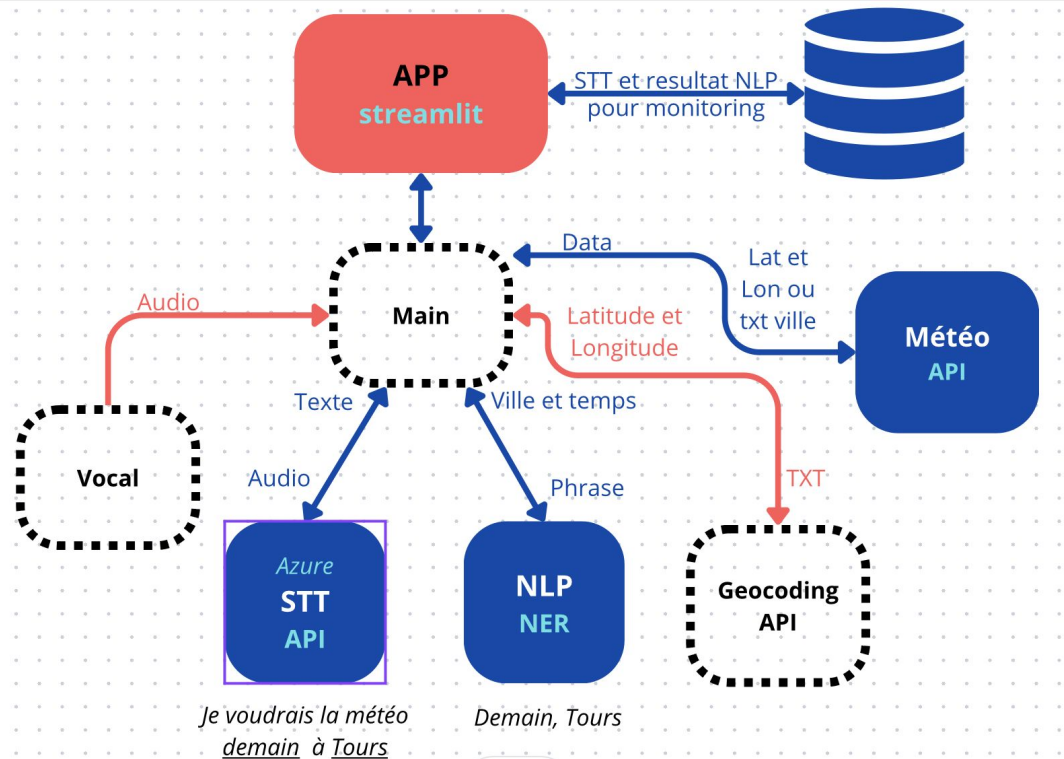 APP
streamlit
STT et resultat NLP
pour monitoring
Data
Lat et
Lon ou
txt ville
Météo
API
Main
Audio
Latitude et
Longitude
Texte
Ville et temps
Vocal
Audio
Phrase
TXT
Azure
STT
API
NLP
NER
Geocoding
API
Je voudrais la météo
demain à Tours
Demain, Tours